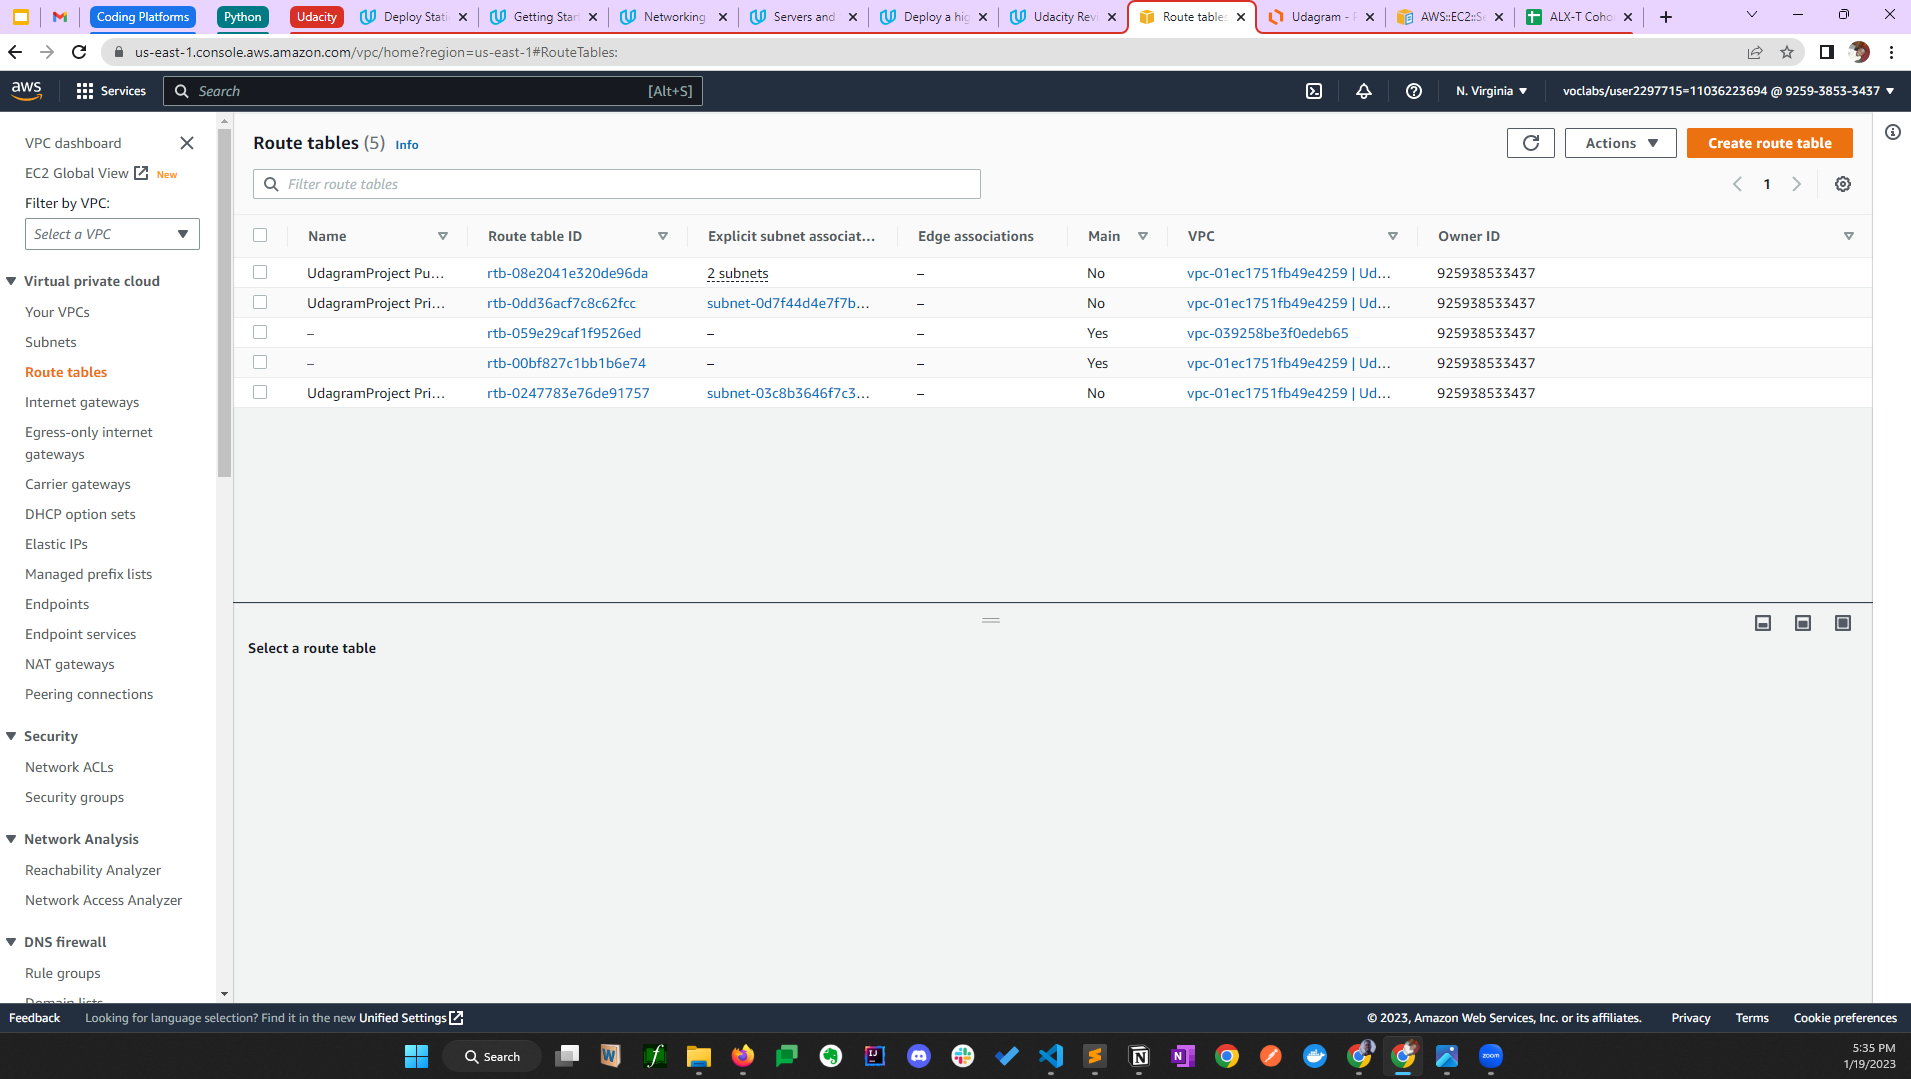 Coding Platforms
Python
Udacity
Deploy Stati
Getting Star
Networking
Servers and
Deploy a hig
Udacity Rev
Route tables
Udagram - F
AWS::EC2::Se
ALX-T Coho
us-east-1.console.aws.amazon.com/vpc/home?region=us-east-1#RouteTables:
aws
Services
Search
[Alt+S]
N. Virginia
voclabs/user2297715=11036223694 @ 9259-3853-3437
VPC dashboard
EC2 Global View New
Filter by VPC:
Select a VPC
Virtual private cloud
Your VPCs
Subnets
Route tables
Internet gateways
Egress-only internet
gateways
Carrier gateways
DHCP option sets
Elastic IPs
Managed prefix lists
Endpoints
Endpoint services
NAT gateways
Peering connections
Security
Network ACLs
Security groups
Network Analysis
Reachability Analyzer
Network Access Analyzer
DNS firewall
Rule groups
Domain lists
Route tables (5) Info
Actions
Create route table
Filter route tables
1
Name Route table ID Explicit subnet associat... Edge associations Main VPC Owner ID
UdagramProject Pu... rtb-08e2041e320de96da 2 subnets – No vpc-01ec1751fb49e4259 | Ud... 925938533437
UdagramProject Pri... rtb-0dd36acf7c8c62fcc subnet-0d7f44d4e7f7b... – No vpc-01ec1751fb49e4259 | Ud... 925938533437
– rtb-059e29caf1f9526ed – – Yes vpc-039258be3f0edeb65 925938533437
– rtb-00bf827c1bb1b6e74 – – Yes vpc-01ec1751fb49e4259 | Ud... 925938533437
UdagramProject Pri... rtb-0247783e76de91757 subnet-03c8b3646f7c3... – No vpc-01ec1751fb49e4259 | Ud... 925938533437
Select a route table
Feedback
Looking for language selection? Find it in the new Unified Settings
© 2023, Amazon Web Services, Inc. or its affiliates.
Privacy
Terms
Cookie preferences
Search
zoom
5:35 PM
1/19/2023